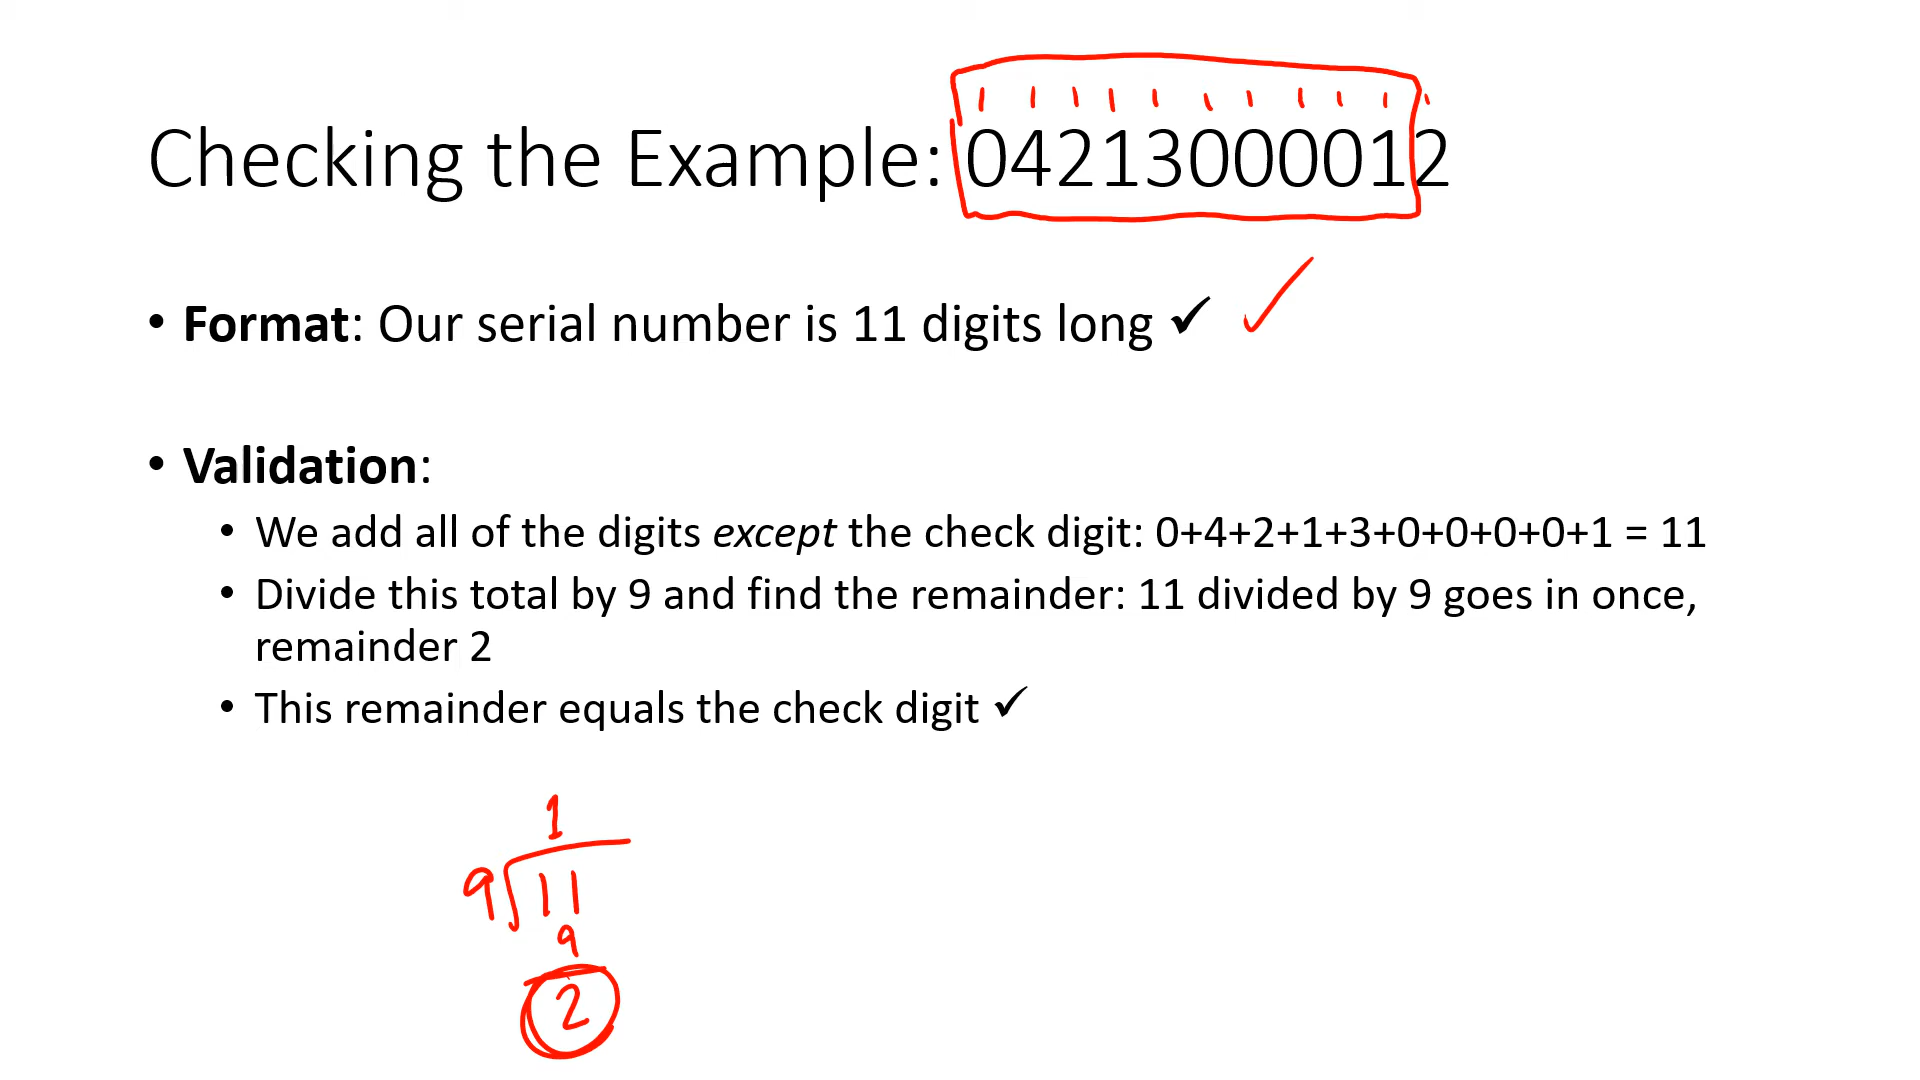 Checking the Example: 04213000012
• Format: Our serial number is 11 digits long ✓ ✓
• Validation:
• We add all of the digits except the check digit: 0+4+2+1+3+0+0+0+0+1 = 11
• Divide this total by 9 and find the remainder: 11 divided by 9 goes in once,
remainder 2
• This remainder equals the check digit ✓
1
9 11
9
2